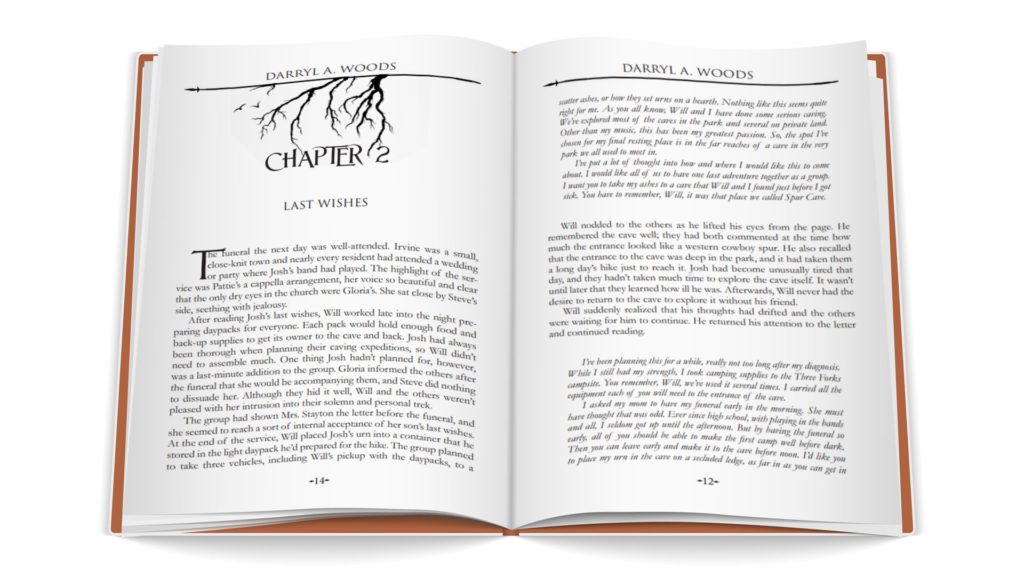 DARRYL A. WOODS
CHAPTER 2
LAST WISHES
The funeral the next day was well-attended. Irvine was a small,
close-knit town and nearly every resident had attended a wedding
or party where Josh's band had played. The highlight of the ser-
vice was Pattie's a cappella arrangement, her voice so beautiful and clear
that the only dry eyes in the church were Gloria's. She sat close by Steve's
side, seething with jealousy.
After reading Josh's last wishes, Will worked late into the night pre-
paring daypacks for everyone. Each pack would hold enough food and
back-up supplies to get its owner to the cave and back. Josh had always
been thorough when planning their caving expeditions, so Will didn't
need to assemble much. One thing Josh hadn't planned for, however,
was a last-minute addition to the group. Gloria informed the others after
the funeral that she would be accompanying them, and Steve did nothing
to dissuade her. Although they hid it well, Will and the others weren't
pleased with her intrusion into their solemn and personal trek.
The group had shown Mrs. Stayton the letter before the funeral, and
she seemed to reach a sort of internal acceptance of her son's last wishes.
At the end of the service, Will placed Josh's urn into a container that he
stored in the light daypack he'd prepared for the hike. The group planned
to take three vehicles, including Will's pickup with the daypacks, to a
-14-
DARRYL A. WOODS
scatter ashes, or how they set urns on a hearth. Nothing like this seems quite
right for me. As you all know, Will and I have done some serious caving.
We've explored most of the caves in the park and several on private land.
Other than my music, this has been my greatest passion. So, the spot I've
chosen for my final resting place is in the far reaches of a cave in the very
park we all used to meet in.
I've put a lot of thought into how and where I would like this to come
about. I would like all of us to have one last adventure together as a group.
I want you to take my ashes to a cave that Will and I found just before I got
sick. You have to remember, Will, it was that place we called Spur Cave.
Will nodded to the others as he lifted his eyes from the page. He
remembered the cave well; they had both commented at the time how
much the entrance looked like a western cowboy spur. He also recalled
that the entrance to the cave was deep in the park, and it had taken them
a long day's hike just to reach it. Josh had become unusually tired that
day, and they hadn't taken much time to explore the cave itself. It wasn't
until later that they learned how ill he was. Afterwards, Will never had the
desire to return to the cave to explore it without his friend.
Will suddenly realized that his thoughts had drifted and the others
were waiting for him to continue. He returned his attention to the letter
and continued reading.
I've been planning this for a while, really not too long after my diagnosis.
While I still had my strength, I took camping supplies to the Three Forks
campsite. You remember, Will, we've used it several times. I carried all the
equipment each of you will need to the entrance of the cave.
I asked my mom to have my funeral early in the morning. She must
have thought that was odd. Ever since high school, with playing in the bands
and all, I seldom got up until the afternoon. But by having the funeral so
early, all of you should be able to make the first camp well before dark.
Then you can leave early and make it to the cave before noon. I'd like you
to place my urn in the cave on a secluded ledge, as far in as you can get in
-12-